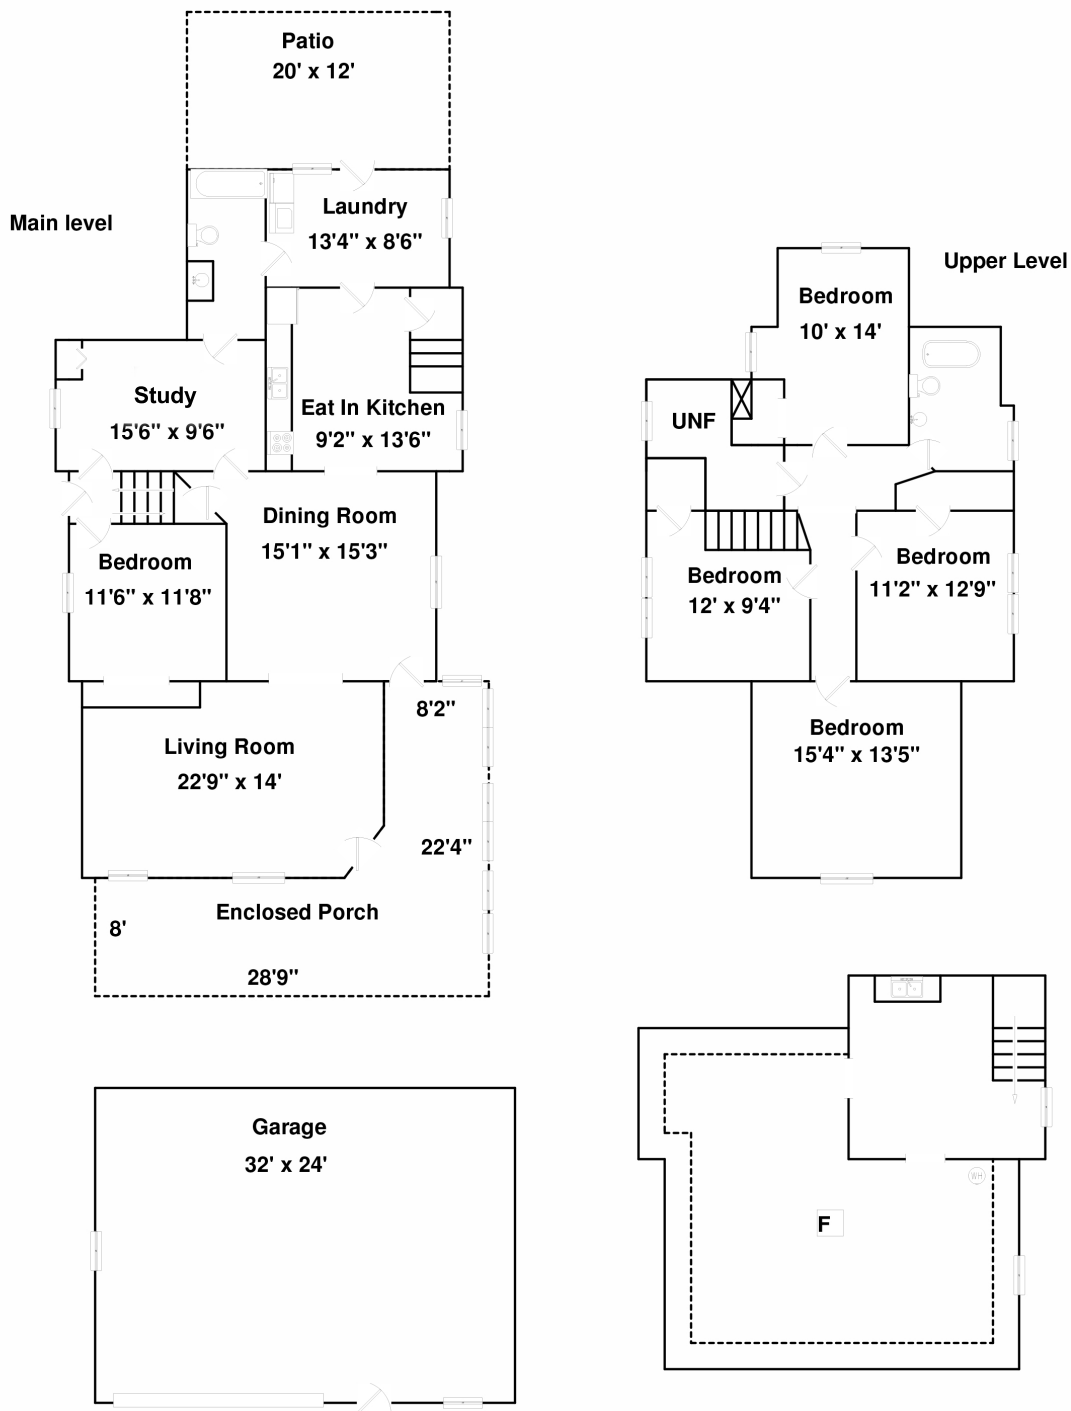 Patio
20' x 12'
Main level
Laundry
13'4" x 8'6"
Study
15'6" x 9'6"
Eat In Kitchen
9'2" x 13'6"
Dining Room
15'1" x 15'3"
Bedroom
11'6" x 11'8"
8'2"
Living Room
22'9" x 14'
22'4"
Enclosed Porch
8'
28'9"
Garage
32' x 24'
Upper Level
Bedroom
10' x 14'
UNF
Bedroom
12' x 9'4"
Bedroom
11'2" x 12'9"
Bedroom
15'4" x 13'5"
WH
F